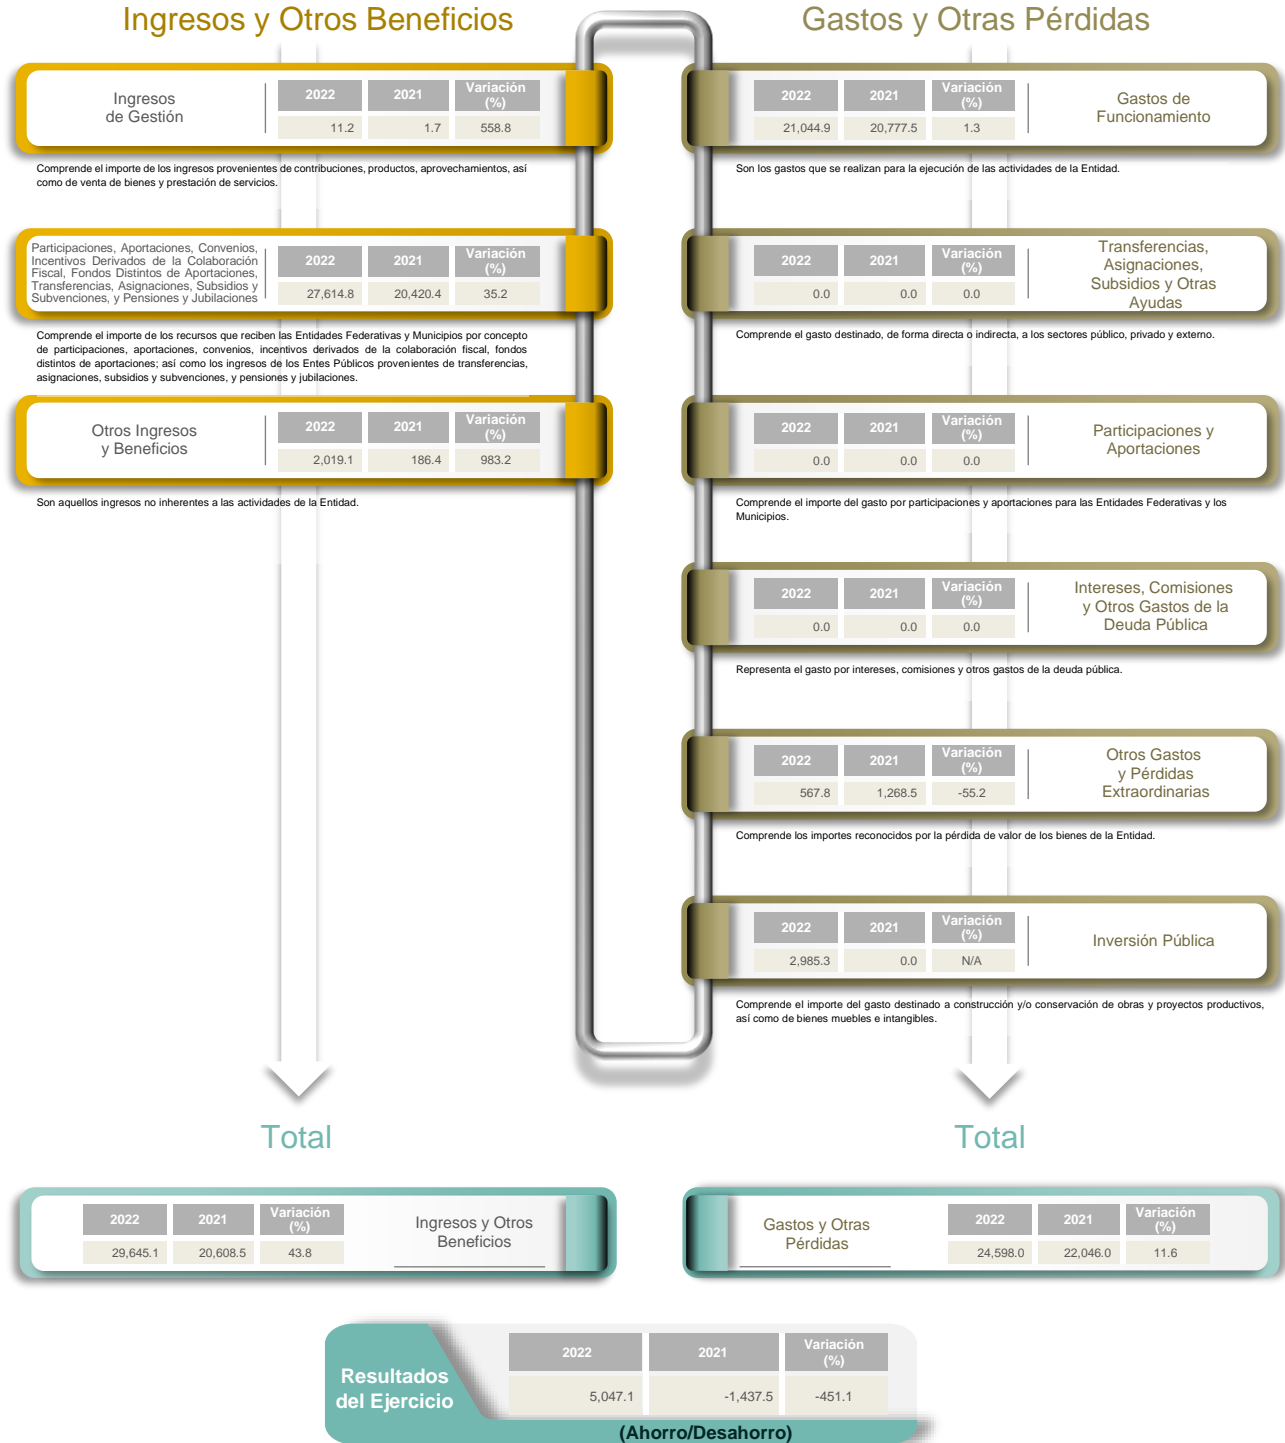 Ingresos y Otros Beneficios
Ingresos
de Gestión
2022 2021 Variación
(%)
11.2 1.7 558.8
Comprende el importe de los ingresos provenientes de contribuciones, productos, aprovechamientos, así
como de venta de bienes y prestación de servicios.
Participaciones, Aportaciones, Convenios,
Incentivos Derivados de la Colaboración
Fiscal, Fondos Distintos de Aportaciones,
Transferencias, Asignaciones, Subsidios y
Subvenciones, y Pensiones y Jubilaciones
2022 2021 Variación
(%)
27,614.8 20,420.4 35.2
Comprende el importe de los recursos que reciben las Entidades Federativas y Municipios por concepto
de participaciones, aportaciones, convenios, incentivos derivados de la colaboración fiscal, fondos
distintos de aportaciones; así como los ingresos de los Entes Públicos provenientes de transferencias,
asignaciones, subsidios y subvenciones, y pensiones y jubilaciones.
Otros Ingresos
y Beneficios
2022 2021 Variación
(%)
2,019.1 186.4 983.2
Son aquellos ingresos no inherentes a las actividades de la Entidad.
Gastos y Otras Pérdidas
2022 2021 Variación
(%)
21,044.9 20,777.5 1.3
Gastos de
Funcionamiento
Son los gastos que se realizan para la ejecución de las actividades de la Entidad.
2022 2021 Variación
(%)
0.0 0.0 0.0
Transferencias,
Asignaciones,
Subsidios y Otras
Ayudas
Comprende el gasto destinado, de forma directa o indirecta, a los sectores público, privado y externo.
2022 2021 Variación
(%)
0.0 0.0 0.0
Participaciones y
Aportaciones
Comprende el importe del gasto por participaciones y aportaciones para las Entidades Federativas y los
Municipios.
2022 2021 Variación
(%)
0.0 0.0 0.0
Intereses, Comisiones
y Otros Gastos de la
Deuda Pública
Representa el gasto por intereses, comisiones y otros gastos de la deuda pública.
2022 2021 Variación
(%)
567.8 1,268.5 -55.2
Otros Gastos
y Pérdidas
Extraordinarias
Comprende los importes reconocidos por la pérdida de valor de los bienes de la Entidad.
2022 2021 Variación
(%)
2,985.3 0.0 N/A
Inversión Pública
Comprende el importe del gasto destinado a construcción y/o conservación de obras y proyectos productivos,
así como de bienes muebles e intangibles.
Total
2022 2021 Variación
(%)
29,645.1 20,608.5 43.8
Ingresos y Otros
Beneficios
Total
Gastos y Otras
Pérdidas
2022 2021 Variación
(%)
24,598.0 22,046.0 11.6
Resultados
del Ejercicio
2022 2021 Variación
(%)
5,047.1 -1,437.5 -451.1
(Ahorro/Desahorro)